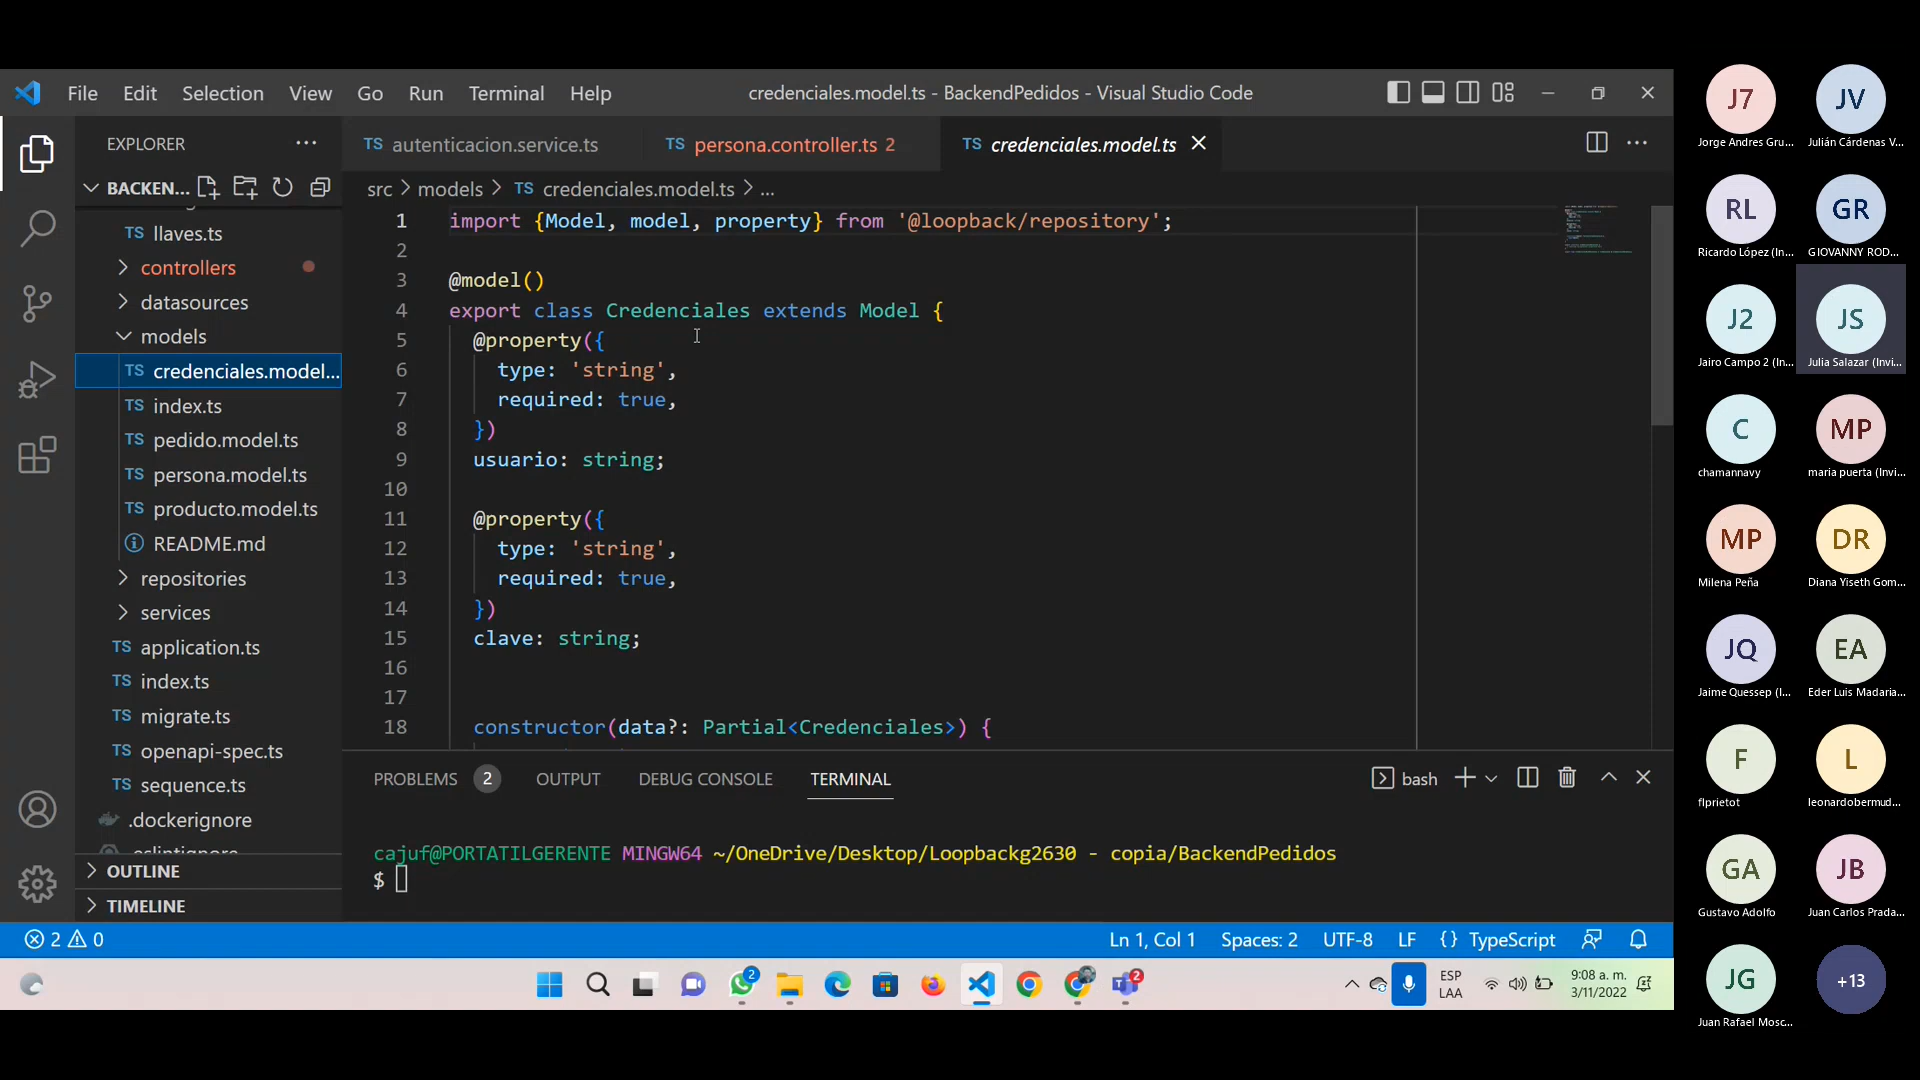 File Edit Selection View Go Run Terminal Help
credenciales.model.ts - BackendPedidos - Visual Studio Code
EXPLORER
BACKEN...
TS llaves.ts
controllers
datasources
models
TS credenciales.model...
TS index.ts
TS pedido.model.ts
TS persona.model.ts
TS producto.model.ts
README.md
repositories
services
TS application.ts
TS index.ts
TS migrate.ts
TS openapi-spec.ts
TS sequence.ts
.dockerignore
OUTLINE
TIMELINE
TS autenticacion.service.ts
TS persona.controller.ts 2
TS credenciales.model.ts
src > models > TS credenciales.model.ts > ...
1 import {Model, model, property} from '@loopback/repository';
2
3 @model()
4 export class Credenciales extends Model {
5 @property({
6 type: 'string',
7 required: true,
8 })
9 usuario: string;
10
11 @property({
12 type: 'string',
13 required: true,
14 })
15 clave: string;
16
17
18 constructor(data?: Partial<Credenciales>) {
PROBLEMS 2 OUTPUT DEBUG CONSOLE TERMINAL
bash
cajuf@PORTATILGERENTE MINGW64 ~/OneDrive/Desktop/Loopbackg2630 - copia/BackendPedidos
$
2 0
Ln 1, Col 1 Spaces: 2 UTF-8 LF {} TypeScript
2
2
ESP
LAA
9:08 a. m.
3/11/2022
J7
Jorge Andres Gru...
JV
Julián Cárdenas V...
RL
Ricardo López (In...
GR
GIOVANNY ROD...
J2
Jairo Campo 2 (In...
JS
Julia Salazar (Invi...
C
chamannavy
MP
maria puerta (Invi...
MP
Milena Peña
DR
Diana Yiseth Gom...
JQ
Jaime Quessep (I...
EA
Eder Luis Madaria...
F
flprietot
L
leonardobermud...
GA
Gustavo Adolfo
JB
Juan Carlos Prada...
JG
Juan Rafael Mosc...
+13